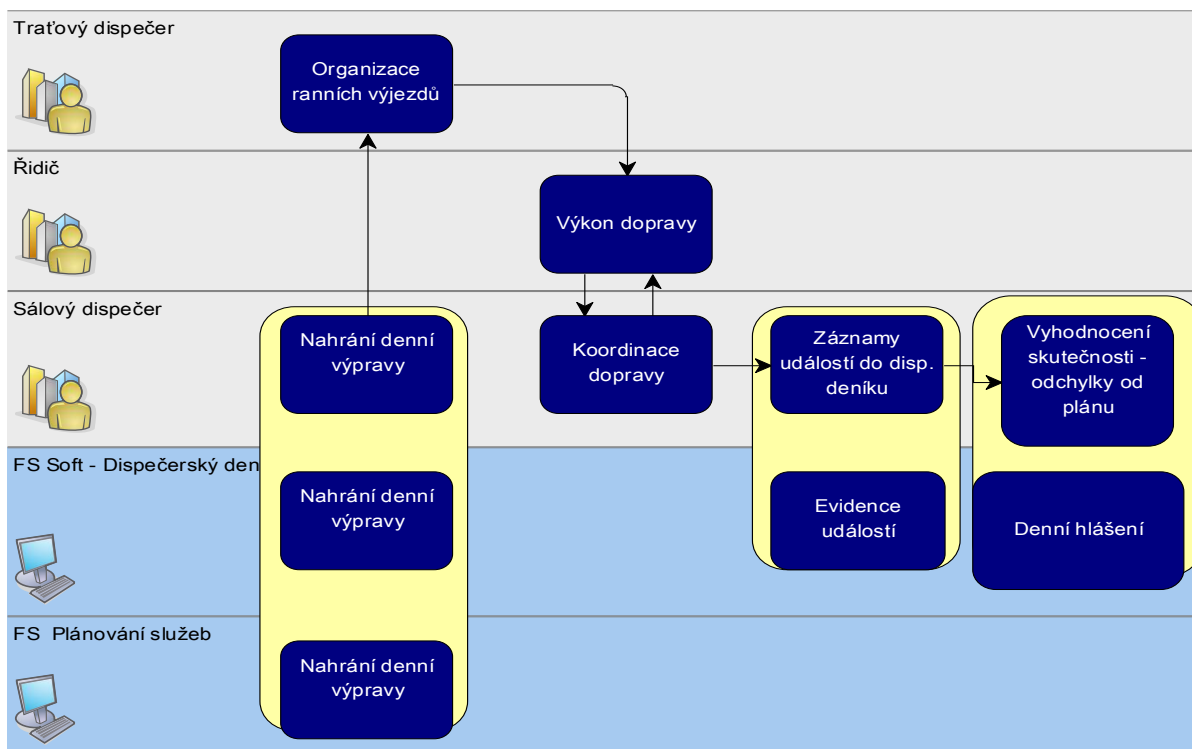 Traťový dispečer
Organizace
ranních výjezdů
Řidič
Výkon dopravy
Sálový dispečer
Nahrání denní
výpravy
Koordinace
dopravy
Záznamy
událostí do disp.
deníku
Vyhodnocení
skutečnosti -
odchylky od
plánu
FS Soft - Dispečerský den
Nahrání denní
výpravy
Evidence
událostí
Denní hlášení
FS  Plánování služeb
Nahrání denní
výpravy